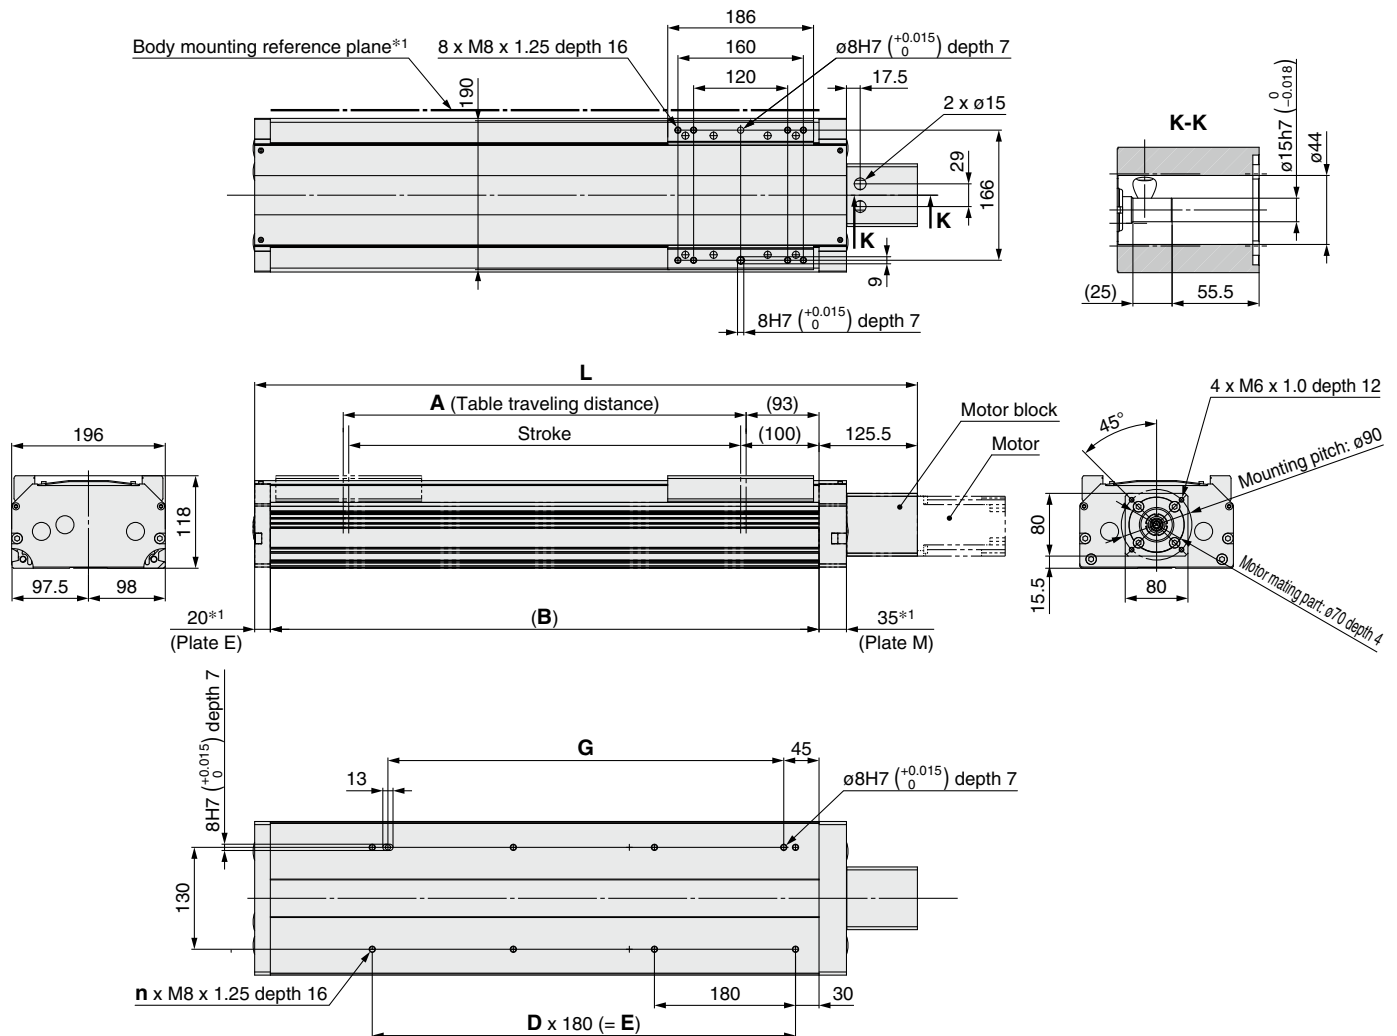 186
Body mounting reference plane*1
8 x M8 x 1.25 depth 16
160
ø8H7 (+0.015 0) depth 7
120
17.5
190
2 x ø15
29
166
K
K
9
8H7 (+0.015 0) depth 7
K-K
ø15h7 (0 -0.018)
ø44
(25)
55.5
L
A (Table traveling distance)
(93)
Stroke
(100)
125.5
Motor block
Motor
196
118
97.5
98
20*1
(Plate E)
(B)
35*1
(Plate M)
4 x M6 x 1.0 depth 12
45°
Mounting pitch: ø90
80
15.5
80
Motor mating part: ø70 depth 4
8H7 (+0.015 0) depth 7
G
45
13
ø8H7 (+0.015 0) depth 7
130
n x M8 x 1.25 depth 16
180
30
D x 180 (= E)